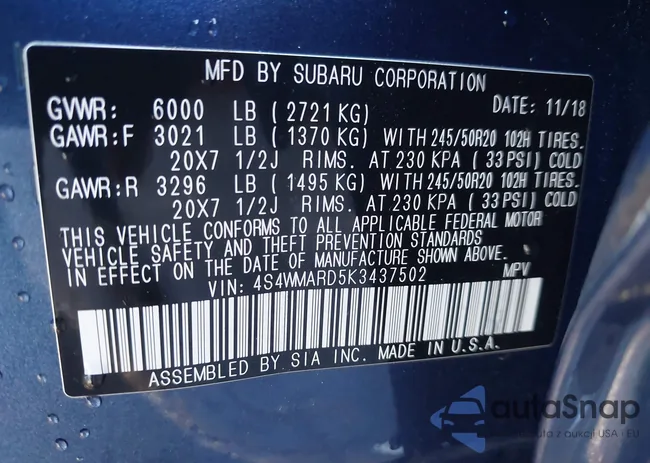 MFD BY SUBARU CORPORATION
GVWR: 6000 LB ( 2721 KG) DATE: 11/18
GAWR:F 3021 LB ( 1370 KG) WITH 245/50R20 102H TIRES.
20X7 1/2J RIMS. AT 230 KPA ( 33 PSI) COLD
GAWR:R 3296 LB ( 1495 KG) WITH 245/50R20 102H TIRES.
20X7 1/2J RIMS. AT 230 KPA ( 33 PSI) COLD
THIS VEHICLE CONFORMS TO ALL APPLICABLE FEDERAL MOTOR
VEHICLE SAFETY AND THEFT PREVENTION STANDARDS
IN EFFECT ON THE DATE OF MANUFACTURE SHOWN ABOVE.
VIN: 4S4WMARD5K3437502 MPV
ASSEMBLED BY SIA INC. MADE IN U.S.A.
autoSnap
auta z aukcji USA · EU